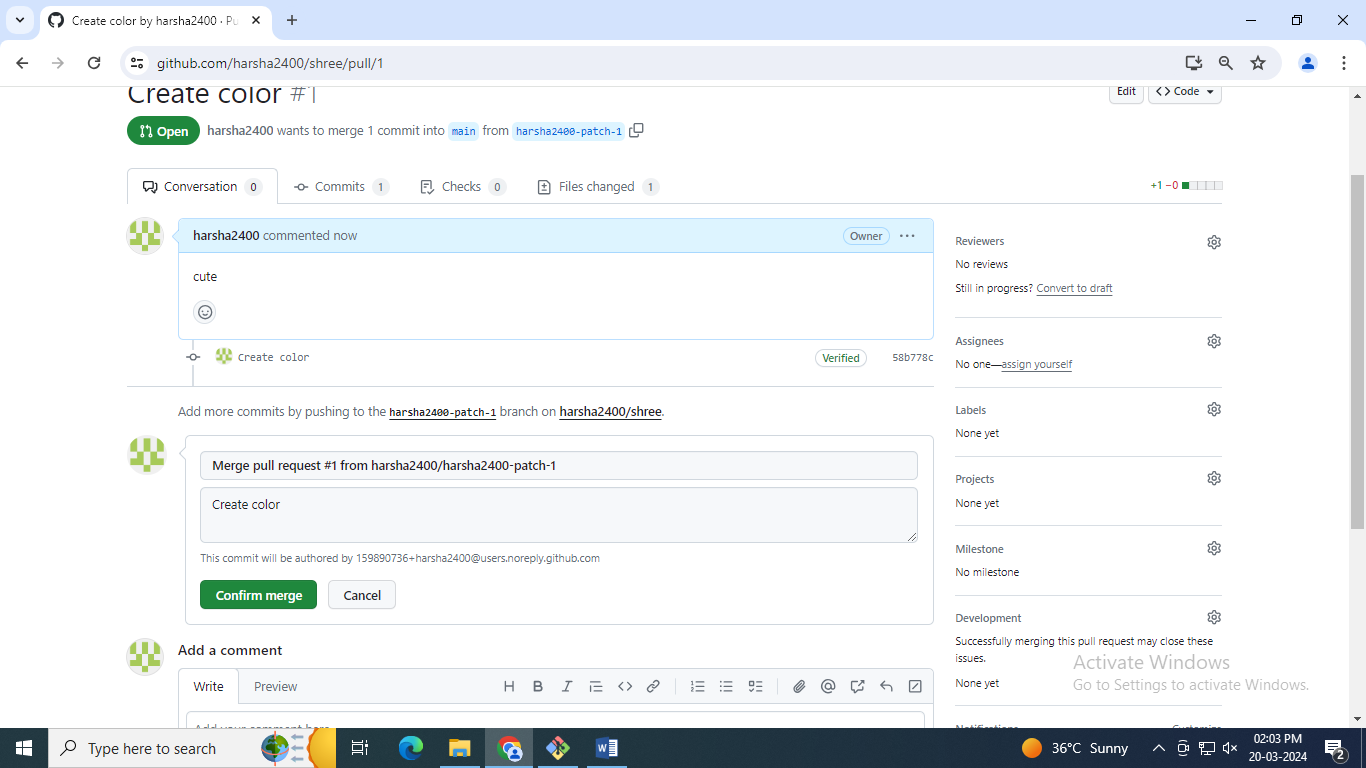 Create color by harsha2400 · Pu
github.com/harsha2400/shree/pull/1
Create color #1
Edit
Code
Open
harsha2400 wants to merge 1 commit into main from harsha2400-patch-1
Conversation 0
Commits 1
Checks 0
Files changed 1
+1 −0
harsha2400 commented now
Owner
cute
Create color
Verified
58b778c
Add more commits by pushing to the harsha2400-patch-1 branch on harsha2400/shree.
Merge pull request #1 from harsha2400/harsha2400-patch-1
Create color
This commit will be authored by 159890736+harsha2400@users.noreply.github.com
Confirm merge
Cancel
Add a comment
Write
Preview
Add your comment here
Reviewers
No reviews
Still in progress? Convert to draft
Assignees
No one—assign yourself
Labels
None yet
Projects
None yet
Milestone
No milestone
Development
Successfully merging this pull request may close these
issues.
None yet
Notifications
Customize
Activate Windows
Go to Settings to activate Windows.
Type here to search
36°C Sunny
02:03 PM
20-03-2024
2